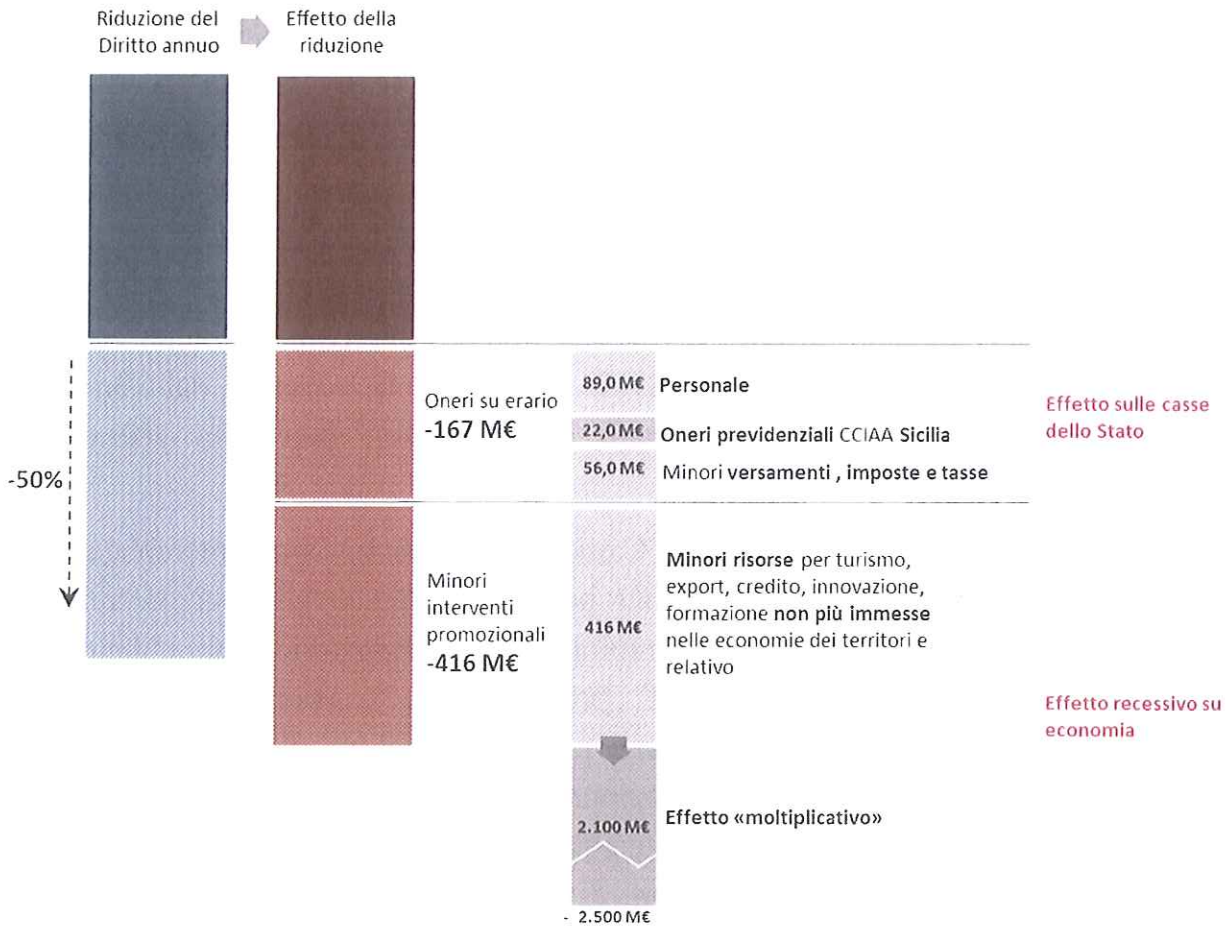 Riduzione del
Diritto annuo
Effetto della
riduzione
-50%
Oneri su erario
-167 M€
89,0 M€ Personale
22,0 M€ Oneri previdenziali CCIAA Sicilia
56,0 M€ Minori versamenti , imposte e tasse
Effetto sulle casse
dello Stato
Minori
interventi
promozionali
-416 M€
416 M€
Minori risorse per turismo,
export, credito, innovazione,
formazione non più immesse
nelle economie dei territori e
relativo
Effetto recessivo su
economia
2.100 M€
Effetto «moltiplicativo»
- 2.500 M€